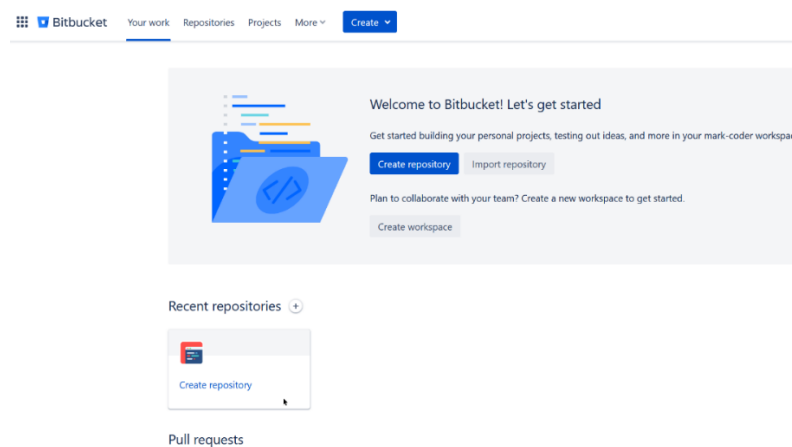 Bitbucket Your work Repositories Projects More Create
Welcome to Bitbucket! Let's get started
Get started building your personal projects, testing out ideas, and more in your mark-coder
Create repository Import repository
Plan to collaborate with your team? Create a new workspace to get started.
Create workspace
Recent repositories
Create repository
Pull requests